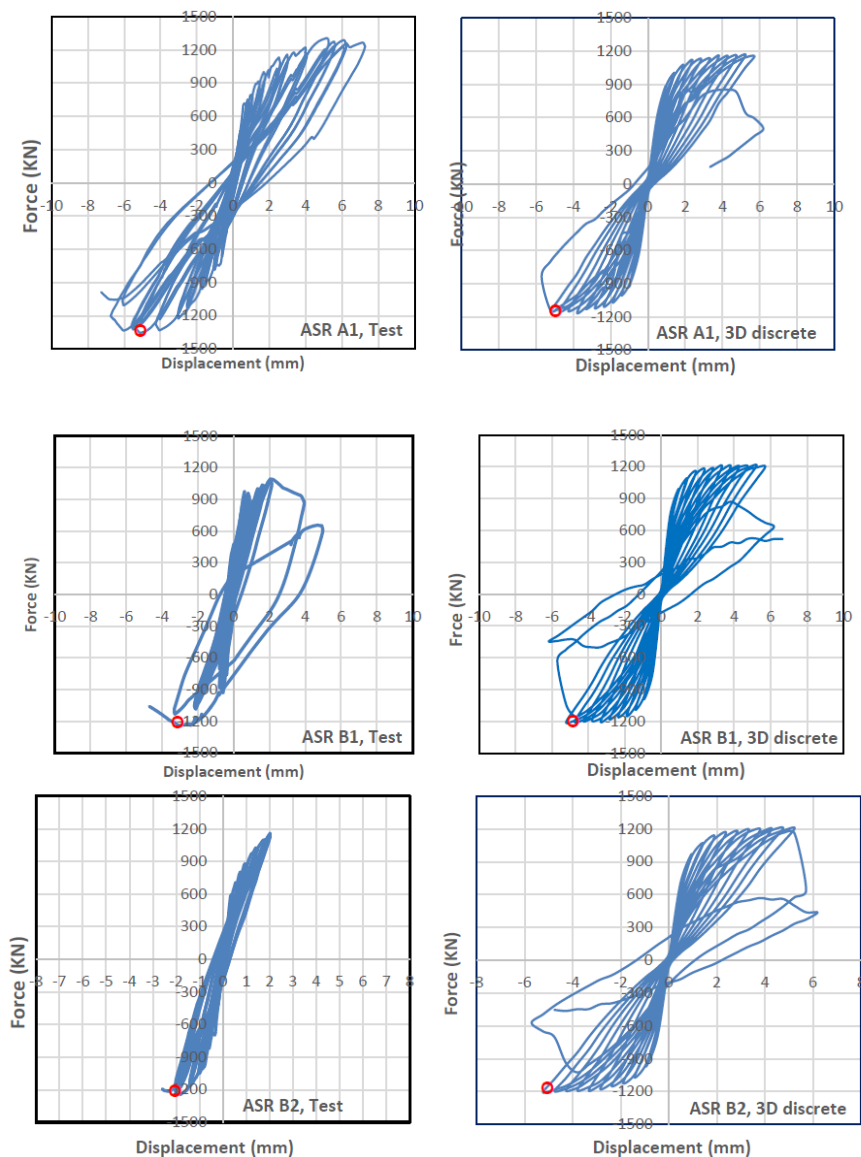 1500
1200
900
600
300
0
-10 -8 -6 -4 -2 0 2 4 6 8 10
-300
-600
-900
-1200
-1500
Force (KN)
ASR A1, Test
Displacement (mm)
1500
1200
900
600
300
0
-10 -8 -6 -4 -2 0 2 4 6 8 10
-300
-600
-900
-1200
-1500
Force (KN)
ASR A1, 3D discrete
Displacement (mm)
1500
1200
900
600
300
0
-10 -8 -6 -4 -2 0 2 4 6 8 10
-300
-600
-900
-1200
-1500
Force (KN)
ASR B1, Test
Displacement (mm)
1500
1200
900
600
300
0
-10 -8 -6 -4 -2 0 2 4 6 8 10
-300
-600
-900
-1200
-1500
Frce (KN)
ASR B1, 3D discrete
Displacement (mm)
1500
1200
900
600
300
0
-8 -7 -6 -5 -4 -3 -2 -1 0 1 2 3 4 5 6 7 8
-300
-600
-900
-1200
-1500
Force (KN)
ASR B2, Test
Displacement (mm)
1500
1200
900
600
300
0
-8 -6 -4 -2 0 2 4 6 8
-300
-600
-900
-1200
-1500
Force (KN)
ASR B2, 3D discrete
Displacement (mm)